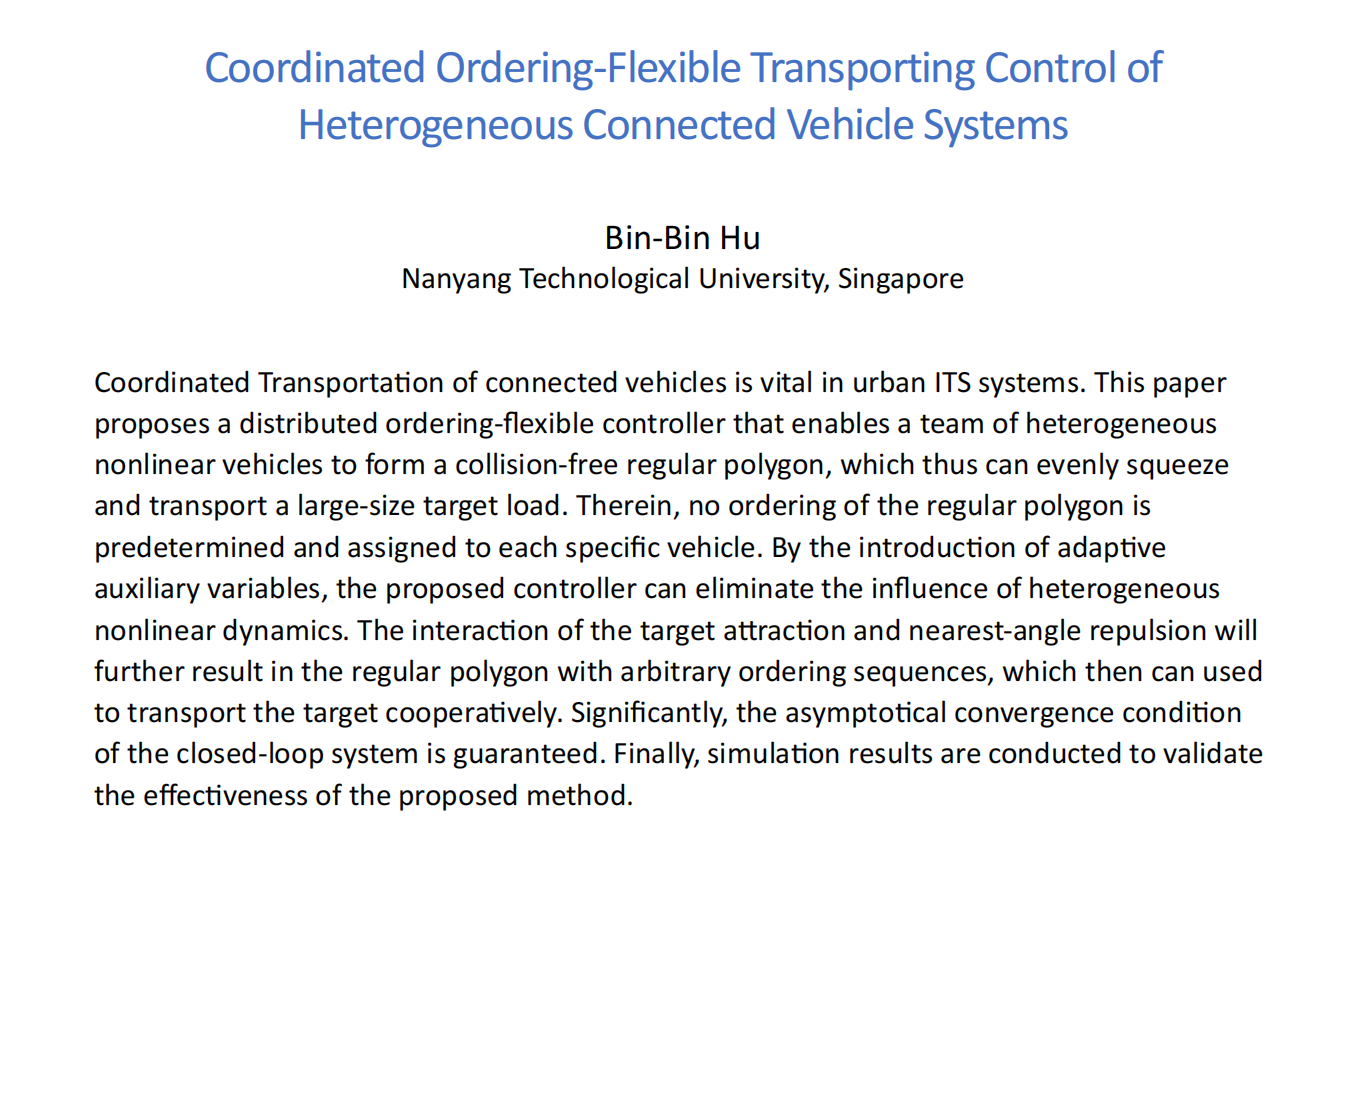 Coordinated Ordering-Flexible Transporting Control of
Heterogeneous Connected Vehicle Systems
Bin-Bin Hu
Nanyang Technological University, Singapore
Coordinated Transportation of connected vehicles is vital in urban ITS systems. This paper
proposes a distributed ordering-flexible controller that enables a team of heterogeneous
nonlinear vehicles to form a collision-free regular polygon, which thus can evenly squeeze
and transport a large-size target load. Therein, no ordering of the regular polygon is
predetermined and assigned to each specific vehicle. By the introduction of adaptive
auxiliary variables, the proposed controller can eliminate the influence of heterogeneous
nonlinear dynamics. The interaction of the target attraction and nearest-angle repulsion will
further result in the regular polygon with arbitrary ordering sequences, which then can used
to transport the target cooperatively. Significantly, the asymptotical convergence condition
of the closed-loop system is guaranteed. Finally, simulation results are conducted to validate
the effectiveness of the proposed method.